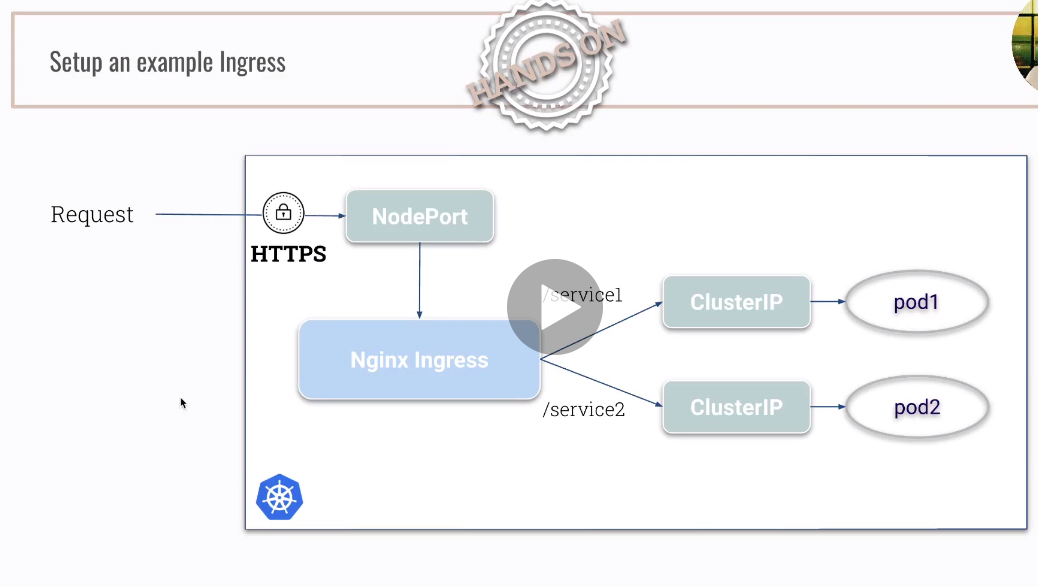 Setup an example Ingress
HANDS ON
Request
HTTPS
NodePort
Nginx Ingress
/service1
/service2
ClusterIP
pod1
ClusterIP
pod2